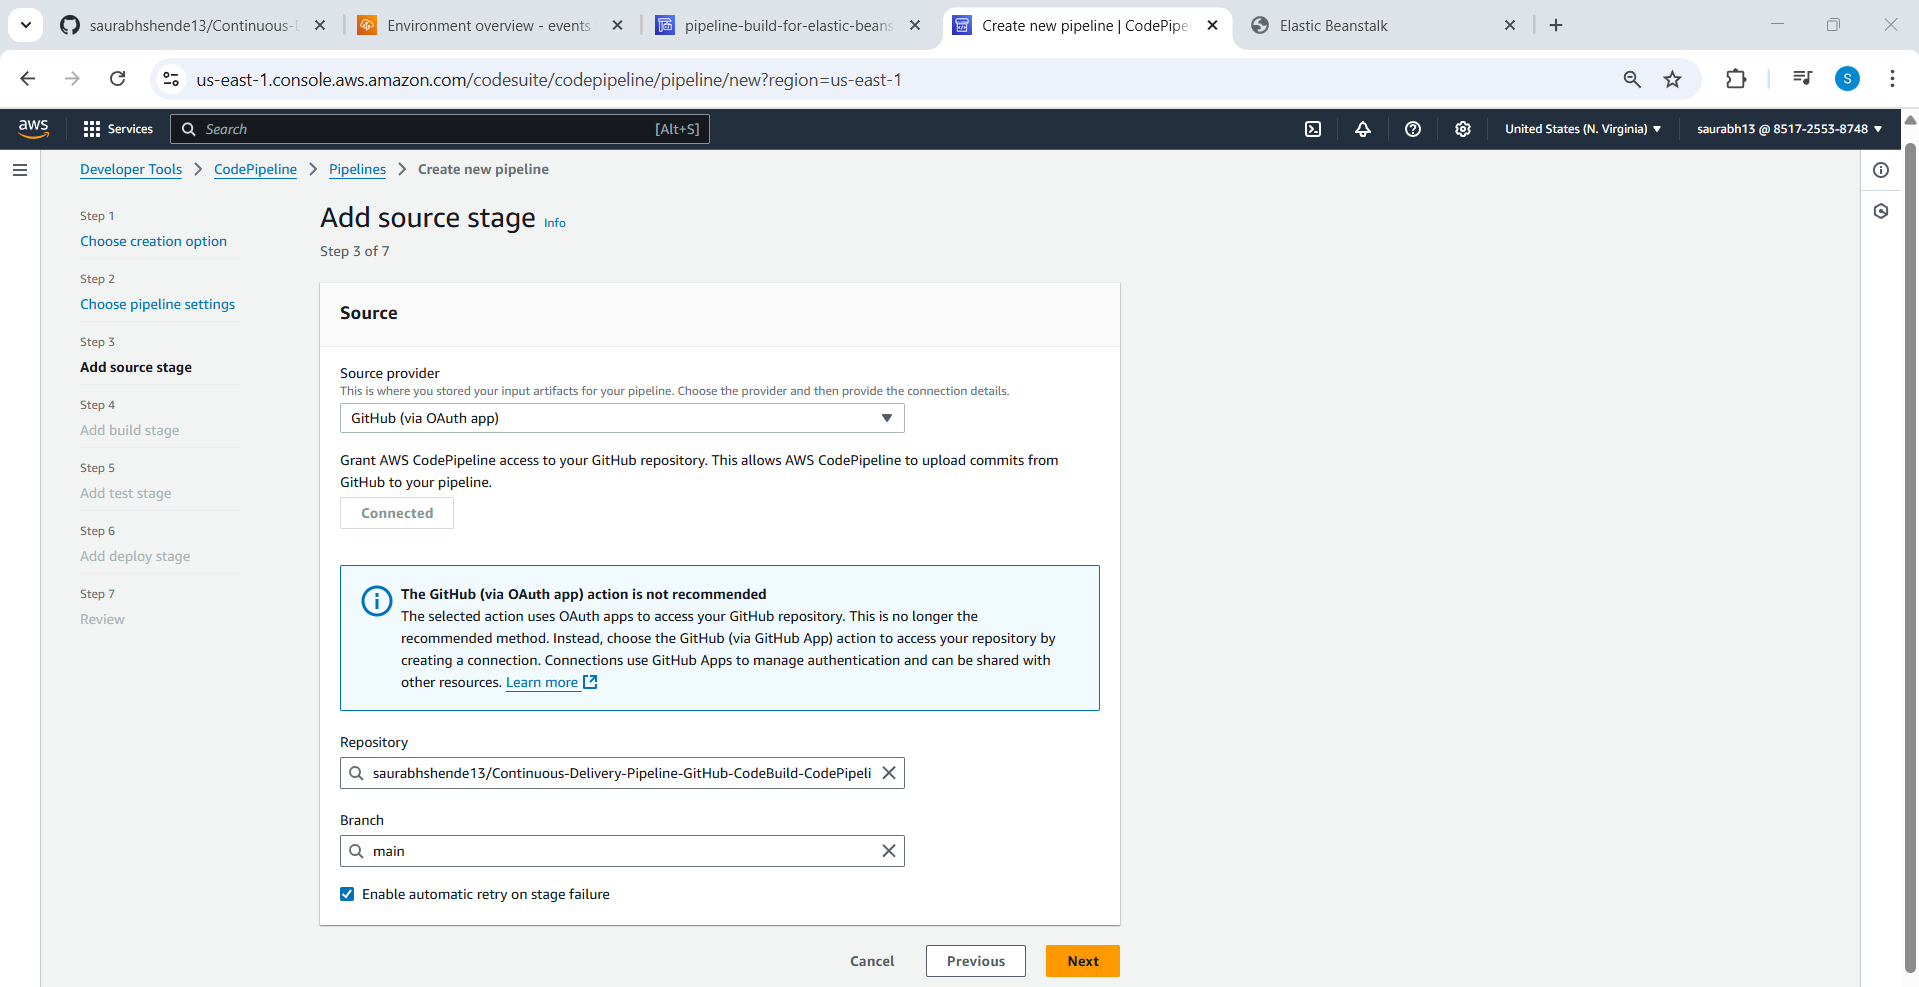 saurabhshende13/Continuous-D
Environment overview - events
pipeline-build-for-elastic-beans
Create new pipeline | CodePipel
Elastic Beanstalk
us-east-1.console.aws.amazon.com/codesuite/codepipeline/pipeline/new?region=us-east-1
S
aws
Services
Search
[Alt+S]
United States (N. Virginia)
saurabh13 @ 8517-2553-8748
Developer Tools
CodePipeline
Pipelines
Create new pipeline
Step 1
Choose creation option
Step 2
Choose pipeline settings
Step 3
Add source stage
Step 4
Add build stage
Step 5
Add test stage
Step 6
Add deploy stage
Step 7
Review
Add source stage Info
Step 3 of 7
Source
Source provider
This is where you stored your input artifacts for your pipeline. Choose the provider and then provide the connection details.
GitHub (via OAuth app)
Grant AWS CodePipeline access to your GitHub repository. This allows AWS CodePipeline to upload commits from
GitHub to your pipeline.
Connected
The GitHub (via OAuth app) action is not recommended
The selected action uses OAuth apps to access your GitHub repository. This is no longer the
recommended method. Instead, choose the GitHub (via GitHub App) action to access your repository by
creating a connection. Connections use GitHub Apps to manage authentication and can be shared with
other resources. Learn more
Repository
saurabhshende13/Continuous-Delivery-Pipeline-GitHub-CodeBuild-CodePipeli
Branch
main
Enable automatic retry on stage failure
Cancel
Previous
Next